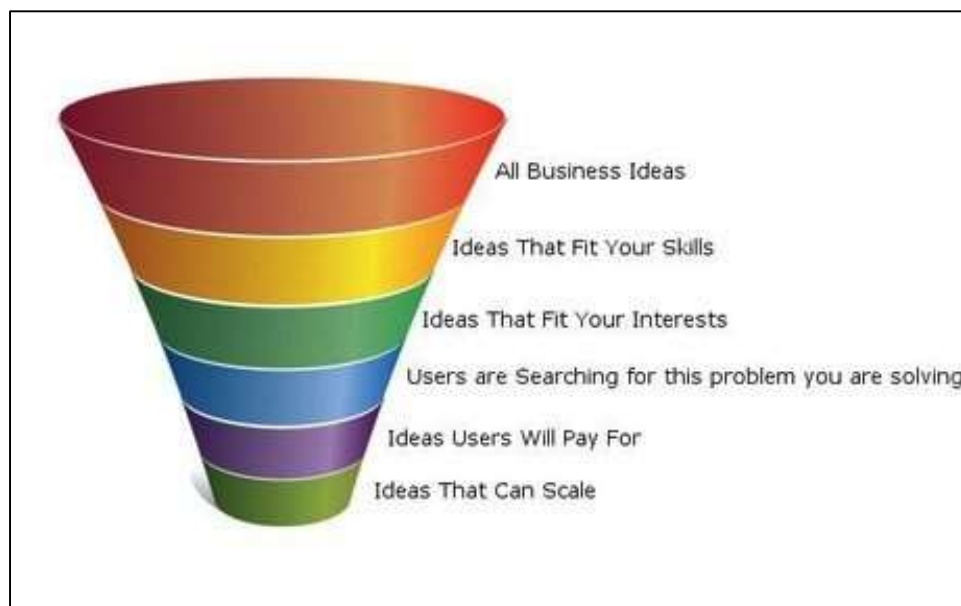 All Business Ideas
Ideas That Fit Your Skills
Ideas That Fit Your Interests
Users are Searching for this problem you are solving
Ideas Users Will Pay For
Ideas That Can Scale